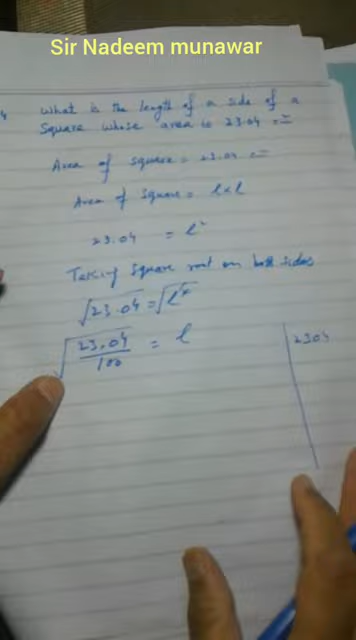 Sir Nadeem munawar
What is the length of a side of a
square whose area is 23.04
Area of square = 23.04
Area of square = l x l
23.04 = l²
Taking square root on both sides
√23.04 = √l²
√23.04/100 = l
2304